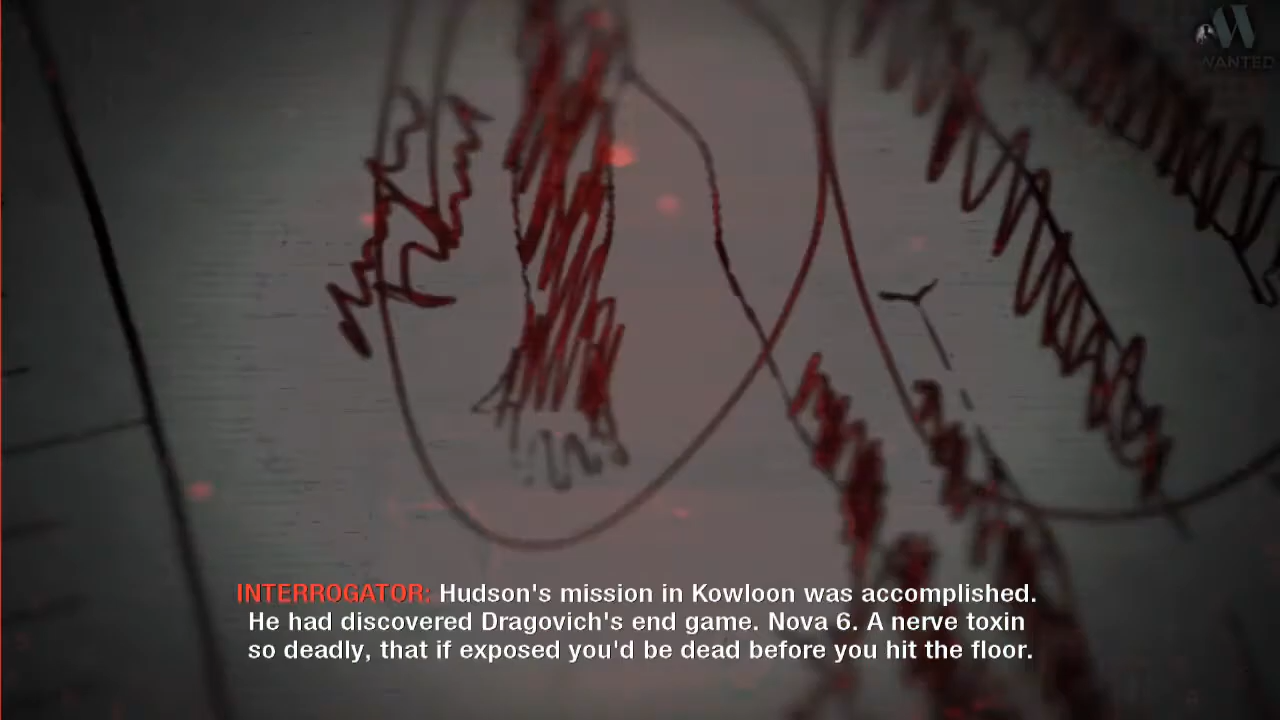 WANTED
INTERROGATOR: Hudson's mission in Kowloon was accomplished.
He had discovered Dragovich's end game. Nova 6. A nerve toxin
so deadly, that if exposed you'd be dead before you hit the floor.